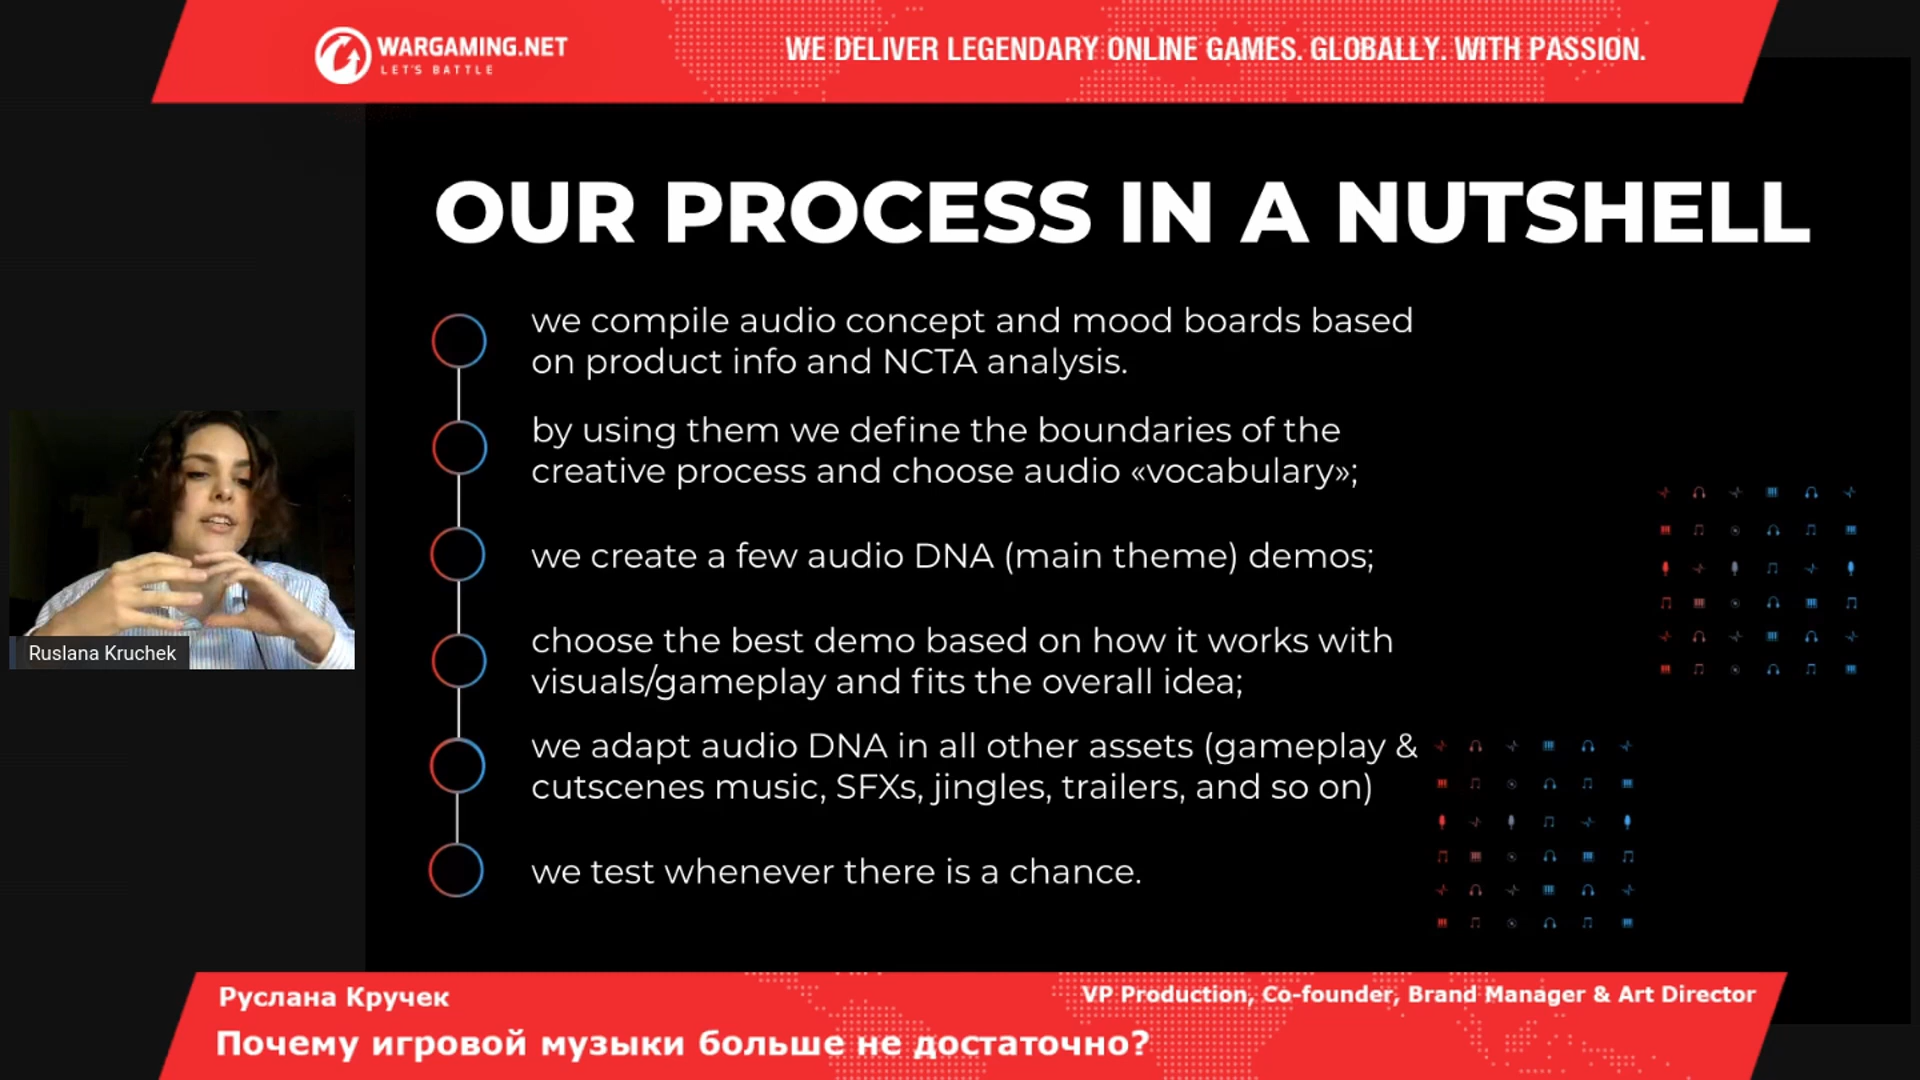 WARGAMING.NET
LET'S BATTLE
WE DELIVER LEGENDARY ONLINE GAMES. GLOBALLY. WITH PASSION.
OUR PROCESS IN A NUTSHELL
we compile audio concept and mood boards based
on product info and NCTA analysis.
by using them we define the boundaries of the
creative process and choose audio «vocabulary»;
we create a few audio DNA (main theme) demos;
choose the best demo based on how it works with
visuals/gameplay and fits the overall idea;
we adapt audio DNA in all other assets (gameplay &
cutscenes music, SFXs, jingles, trailers, and so on)
we test whenever there is a chance.
Ruslana Kruchek
Руслана Кручек
VP Production, Co-founder, Brand Manager & Art Director
Почему игровой музыки больше не достаточно?